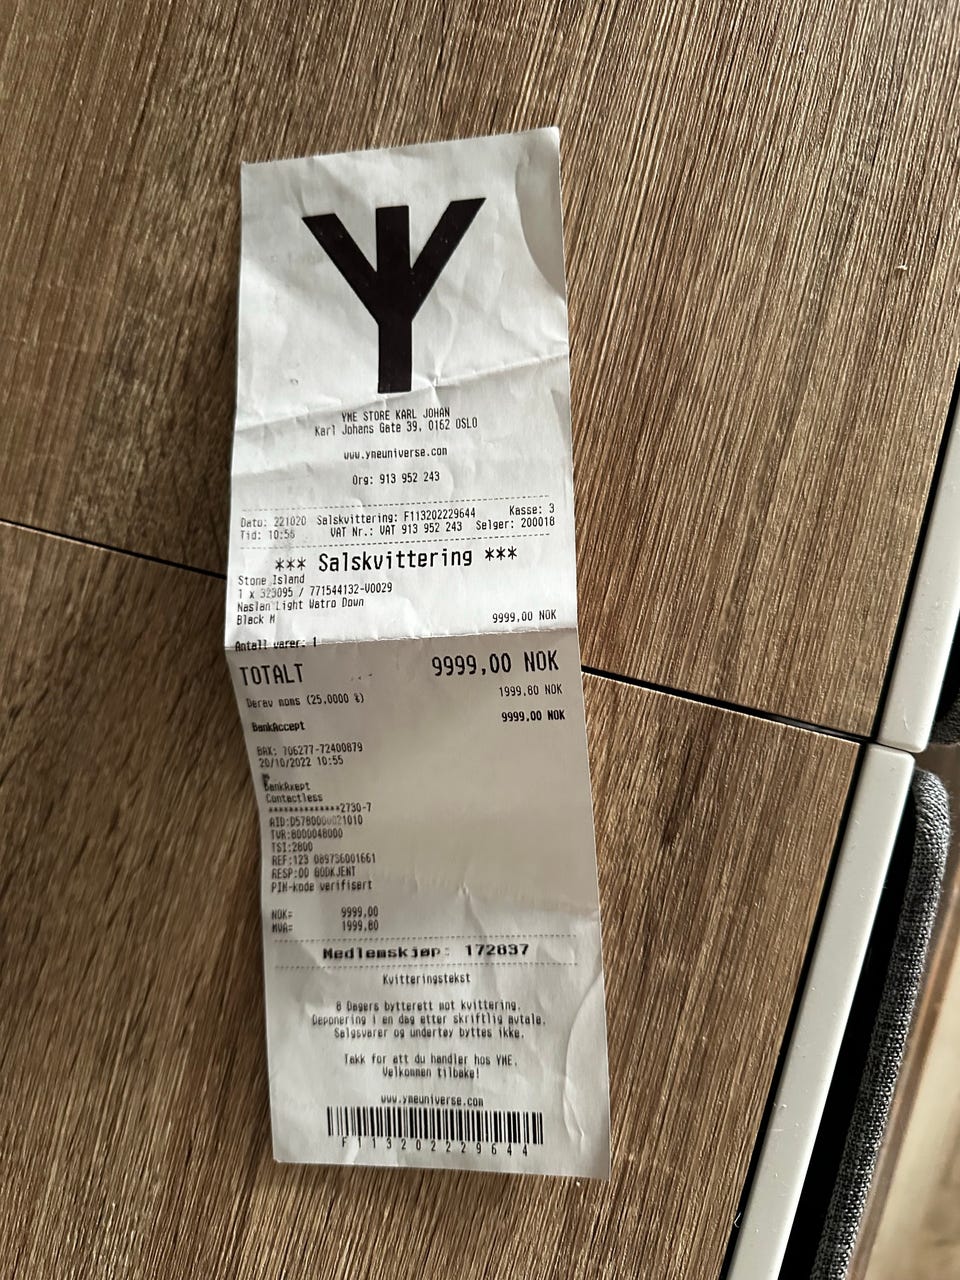 YME STORE KARL JOHAN
Karl Johans Gate 39, 0162 OSLO
www.ymeuniverse.com
Org: 913 952 243
Dato: 221020 Salskvittering: F113202229644 Kasse: 3
Tid: 10:56 VAT Nr.: VAT 913 952 243 Selger: 200018
*** Salskvittering ***
Stone Island
1 x 323095 / 771544132-V0029
Naslan Light Watro Down
Black M 9999,00 NOK
Antall varer: 1
TOTALT 9999,00 NOK
Derav moms (25,0000 %) 1999,80 NOK
BankAccept 9999,00 NOK
BAX: 706277-72400879
20/10/2022 10:55
BankAxept
Contactless
**************2730-7
AID:D5780000021010
TVR:8000048000
TSI:2800
REF:123 089736001661
RESP:00 GODKJENT
PIN-kode verifisert
NOK= 9999,00
MVA= 1999,80
Medlemskjøp: 172837
Kvitteringstekst
8 Dagers bytterett mot kvittering.
Deponering i en dag etter skriftlig avtale.
Salgsvarer og undertøy byttes ikke.
Takk for att du handler hos YME.
Velkommen tilbake!
www.ymeuniverse.com
F113202229644